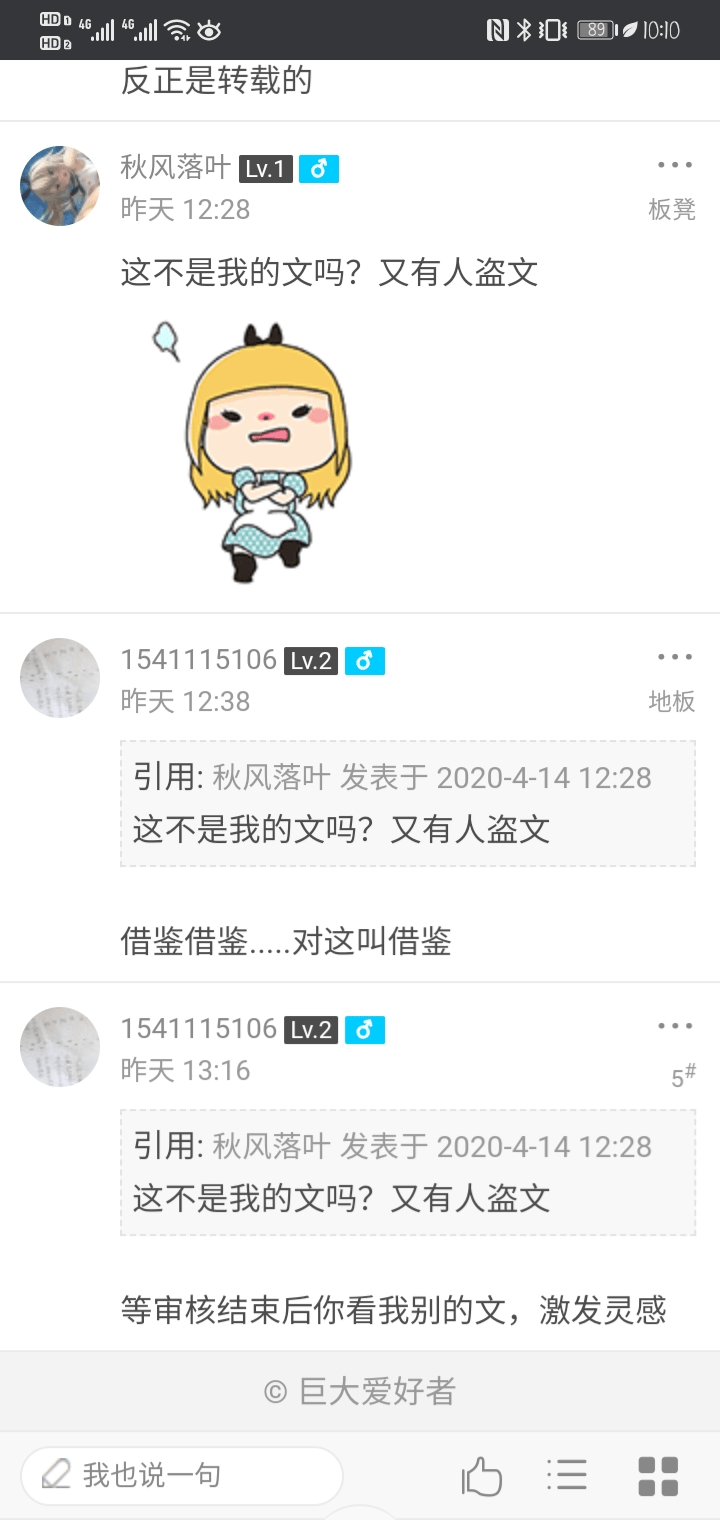 HD 1 4G 4G 89 10:10
HD 2
反正是转载的
秋风落叶 Lv.1
昨天 12:28 板凳
这不是我的文吗？又有人盗文
1541115106 Lv.2
昨天 12:38 地板
引用: 秋风落叶 发表于 2020-4-14 12:28
这不是我的文吗？又有人盗文
借鉴借鉴.....对这叫借鉴
1541115106 Lv.2
昨天 13:16 5#
引用: 秋风落叶 发表于 2020-4-14 12:28
这不是我的文吗？又有人盗文
等审核结束后你看我别的文，激发灵感
© 巨大爱好者
我也说一句